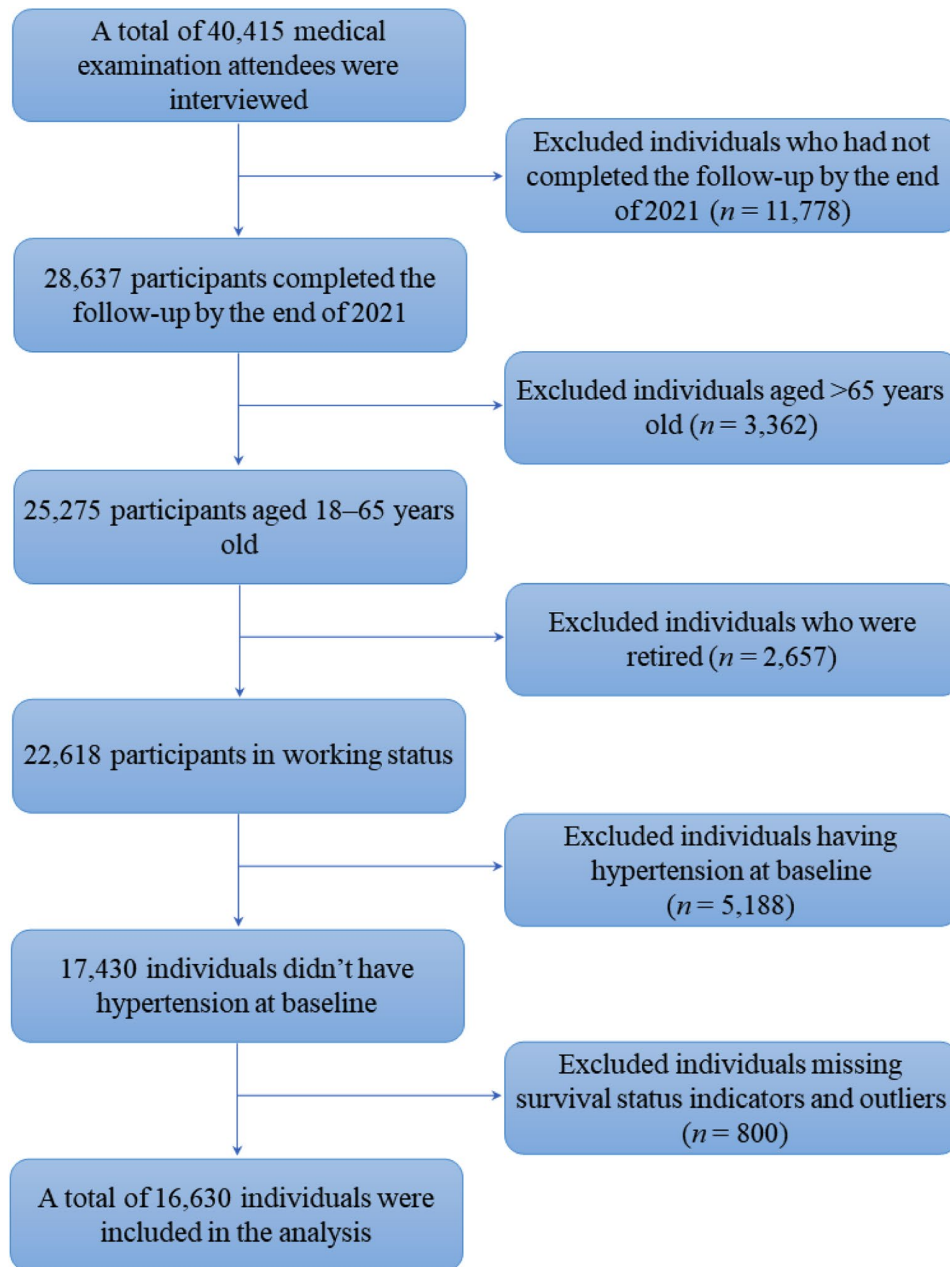 A total of 40,415 medical
examination attendees were
interviewed
Excluded individuals who had not
completed the follow-up by the end
of 2021 (n = 11,778)
28,637 participants completed the
follow-up by the end of 2021
Excluded individuals aged >65 years
old (n = 3,362)
25,275 participants aged 18–65 years
old
Excluded individuals who were
retired (n = 2,657)
22,618 participants in working status
Excluded individuals having
hypertension at baseline
(n = 5,188)
17,430 individuals didn’t have
hypertension at baseline
Excluded individuals missing
survival status indicators and outliers
(n = 800)
A total of 16,630 individuals were
included in the analysis